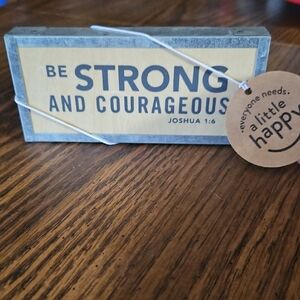 BE STRONG
AND COURAGEOUS
JOSHUA 1:6
•everyone needs•
a little
happy